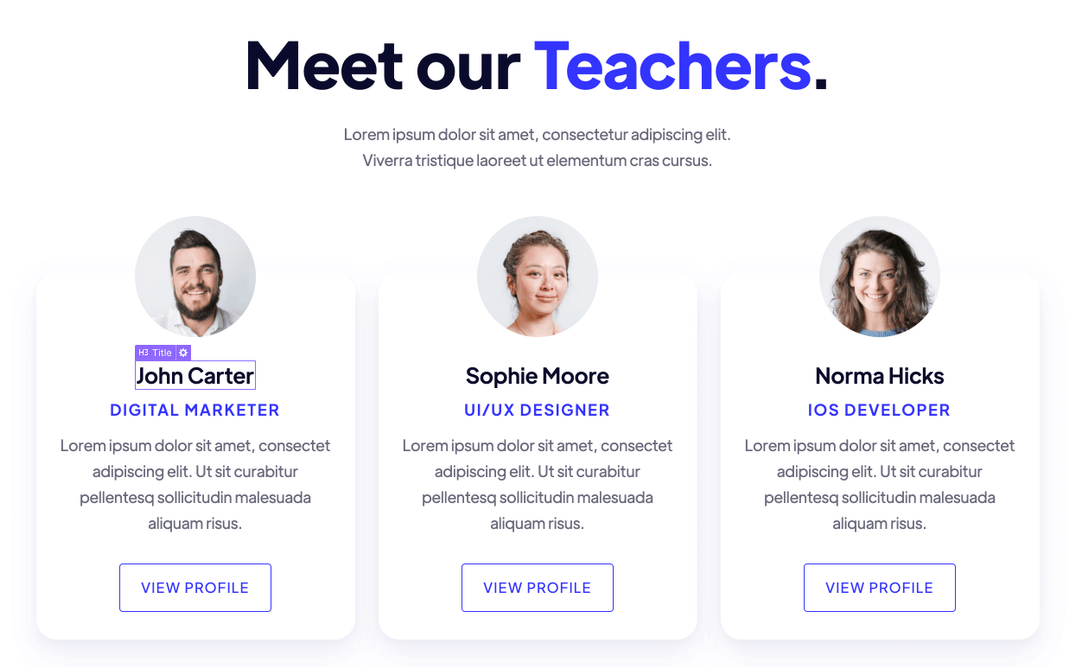 Meet our Teachers.
Lorem ipsum dolor sit amet, consectetur adipiscing elit.
Viverra tristique laoreet ut elementum cras cursus.
H3 Title
John Carter
DIGITAL MARKETER
Lorem ipsum dolor sit amet, consectet
adipiscing elit. Ut sit curabitur
pellentesq sollicitudin malesuada
aliquam risus.
VIEW PROFILE
Sophie Moore
UI/UX DESIGNER
Lorem ipsum dolor sit amet, consectet
adipiscing elit. Ut sit curabitur
pellentesq sollicitudin malesuada
aliquam risus.
VIEW PROFILE
Norma Hicks
IOS DEVELOPER
Lorem ipsum dolor sit amet, consectet
adipiscing elit. Ut sit curabitur
pellentesq sollicitudin malesuada
aliquam risus.
VIEW PROFILE